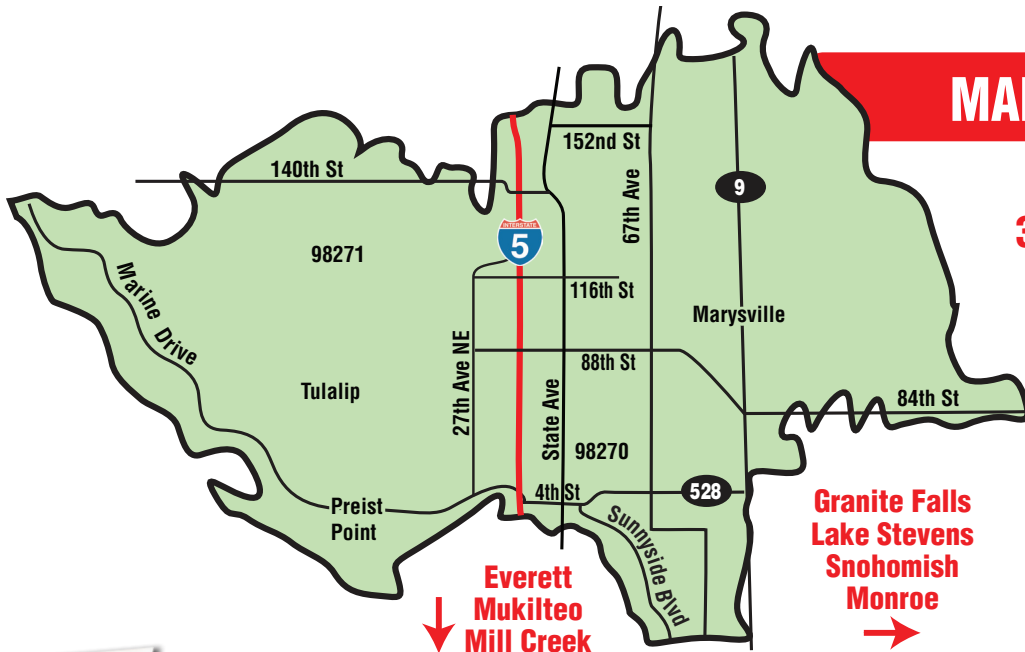 152nd St
140th St
67th Ave
9
INTERSTATE
5
98271
116th St
Marine Drive
Marysville
27th Ave NE
88th St
Tulalip
84th St
State Ave
98270
4th St
528
Preist
Point
Sunnyside Blvd
Granite Falls
Lake Stevens
Snohomish
Monroe
Everett
Mukilteo
Mill Creek